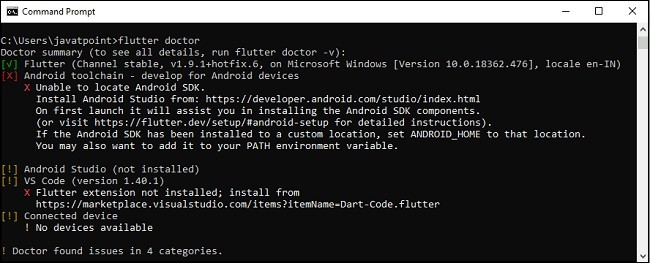 Command Prompt
C:\Users\javatpoint>flutter doctor
Doctor summary (to see all details, run flutter doctor -v):
[√] Flutter (Channel stable, v1.9.1+hotfix.6, on Microsoft Windows [Version 10.0.18362.476], locale en-IN)
[X] Android toolchain - develop for Android devices
X Unable to locate Android SDK.
Install Android Studio from: https://developer.android.com/studio/index.html
On first launch it will assist you in installing the Android SDK components.
(or visit https://flutter.dev/setup/#android-setup for detailed instructions).
If the Android SDK has been installed to a custom location, set ANDROID_HOME to that location.
You may also want to add it to your PATH environment variable.
[!] Android Studio (not installed)
[!] VS Code (version 1.40.1)
X Flutter extension not installed; install from
https://marketplace.visualstudio.com/items?itemName=Dart-Code.flutter
[!] Connected device
! No devices available
! Doctor found issues in 4 categories.